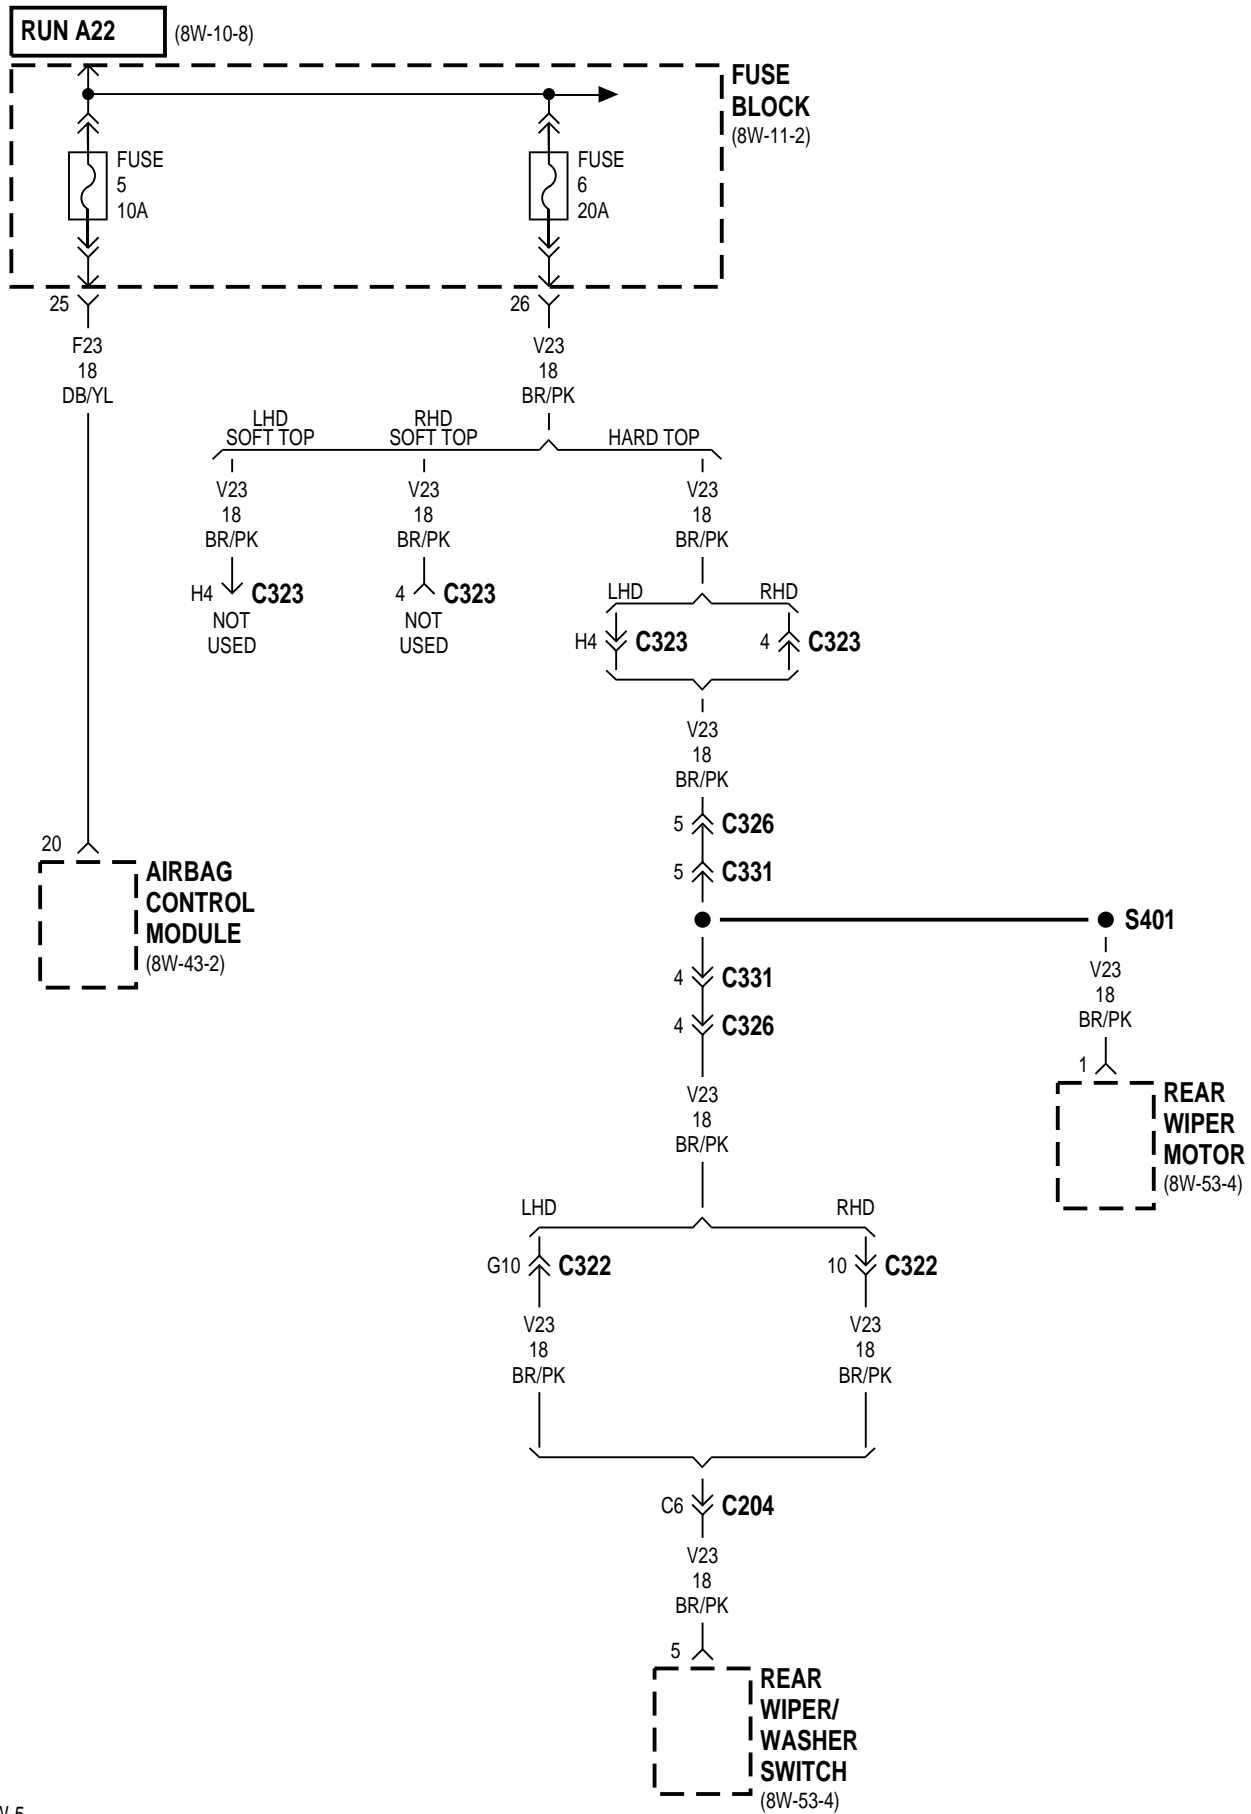 RUN A22
(8W-10-8)
FUSE
BLOCK
(8W-11-2)
FUSE
5
10A
FUSE
6
20A
25
26
F23
18
DB/YL
V23
18
BR/PK
LHD
SOFT TOP
RHD
SOFT TOP
HARD TOP
V23
18
BR/PK
V23
18
BR/PK
V23
18
BR/PK
H4
C323
NOT
USED
4
C323
NOT
USED
LHD
RHD
H4
C323
4
C323
V23
18
BR/PK
5
C326
5
C331
S401
20
AIRBAG
CONTROL
MODULE
(8W-43-2)
4
C331
4
C326
V23
18
BR/PK
1
REAR
WIPER
MOTOR
(8W-53-4)
V23
18
BR/PK
LHD
RHD
G10
C322
10
C322
V23
18
BR/PK
V23
18
BR/PK
C6
C204
V23
18
BR/PK
5
REAR
WIPER/
WASHER
SWITCH
(8W-53-4)